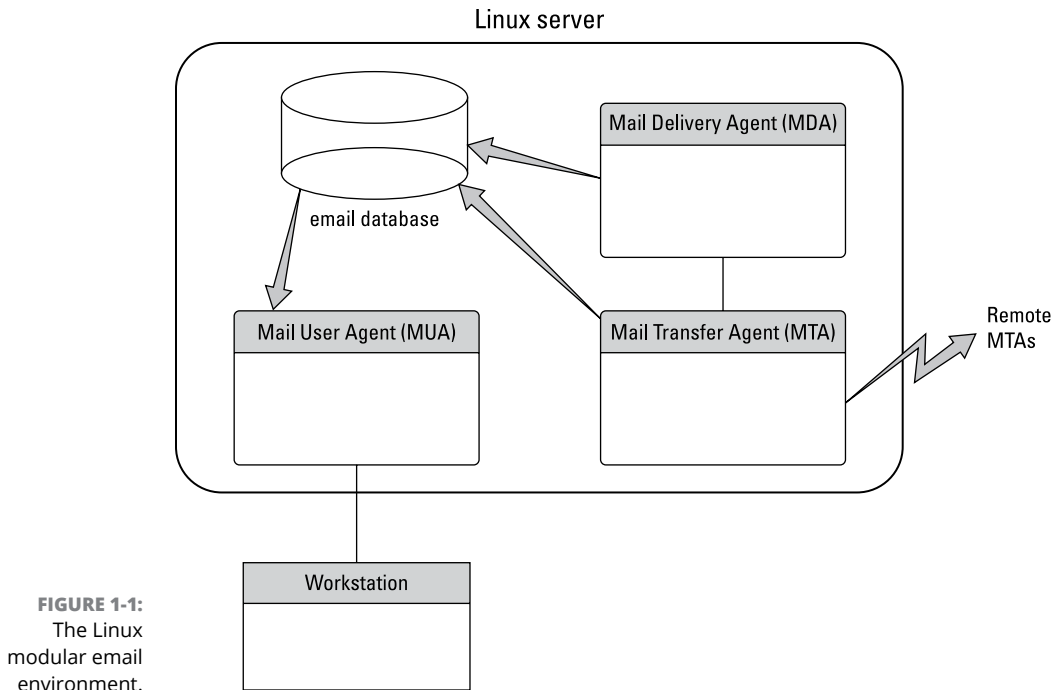 Linux server
Mail Delivery Agent (MDA)
email database
Mail User Agent (MUA)
Mail Transfer Agent (MTA)
Remote
MTAs
Workstation
FIGURE 1-1:
The Linux
modular email
environment.